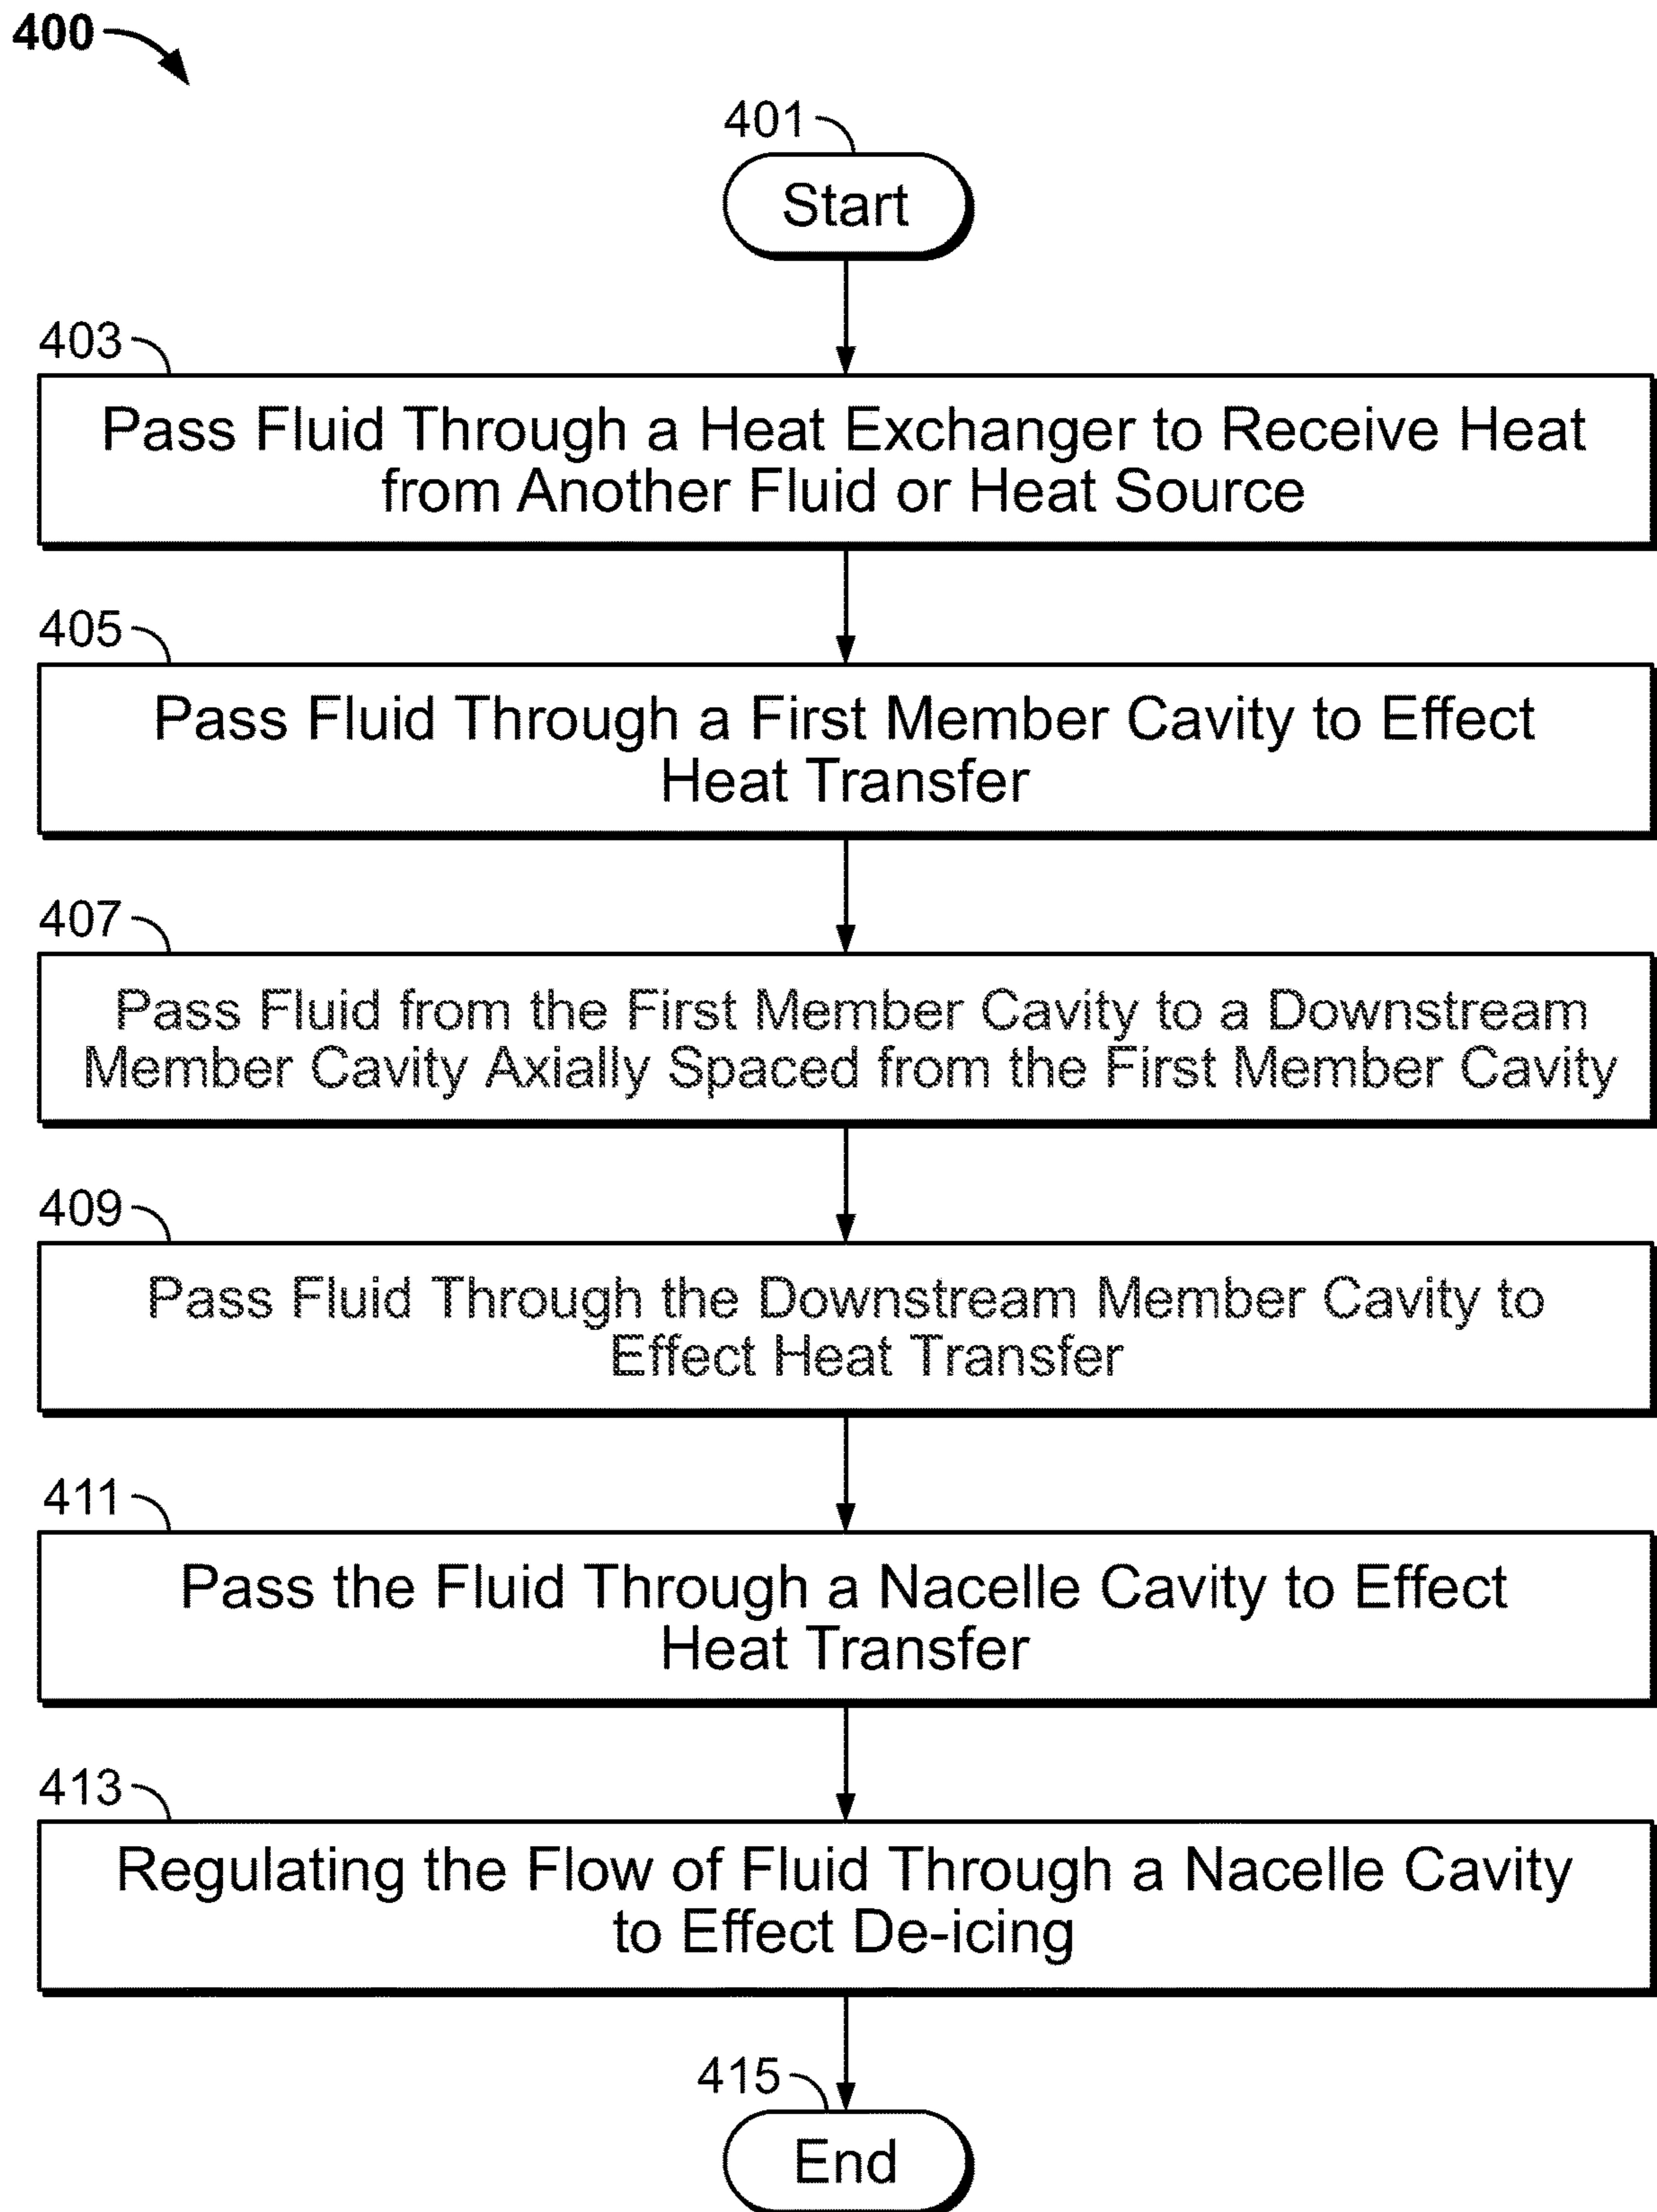 400
401
Start
403
Pass Fluid Through a Heat Exchanger to Receive Heat
from Another Fluid or Heat Source
405
Pass Fluid Through a First Member Cavity to Effect
Heat Transfer
407
Pass Fluid from the First Member Cavity to a Downstream
Member Cavity Axially Spaced from the First Member Cavity
409
Pass Fluid Through the Downstream Member Cavity to
Effect Heat Transfer
411
Pass the Fluid Through a Nacelle Cavity to Effect
Heat Transfer
413
Regulating the Flow of Fluid Through a Nacelle Cavity
to Effect De-icing
415
End